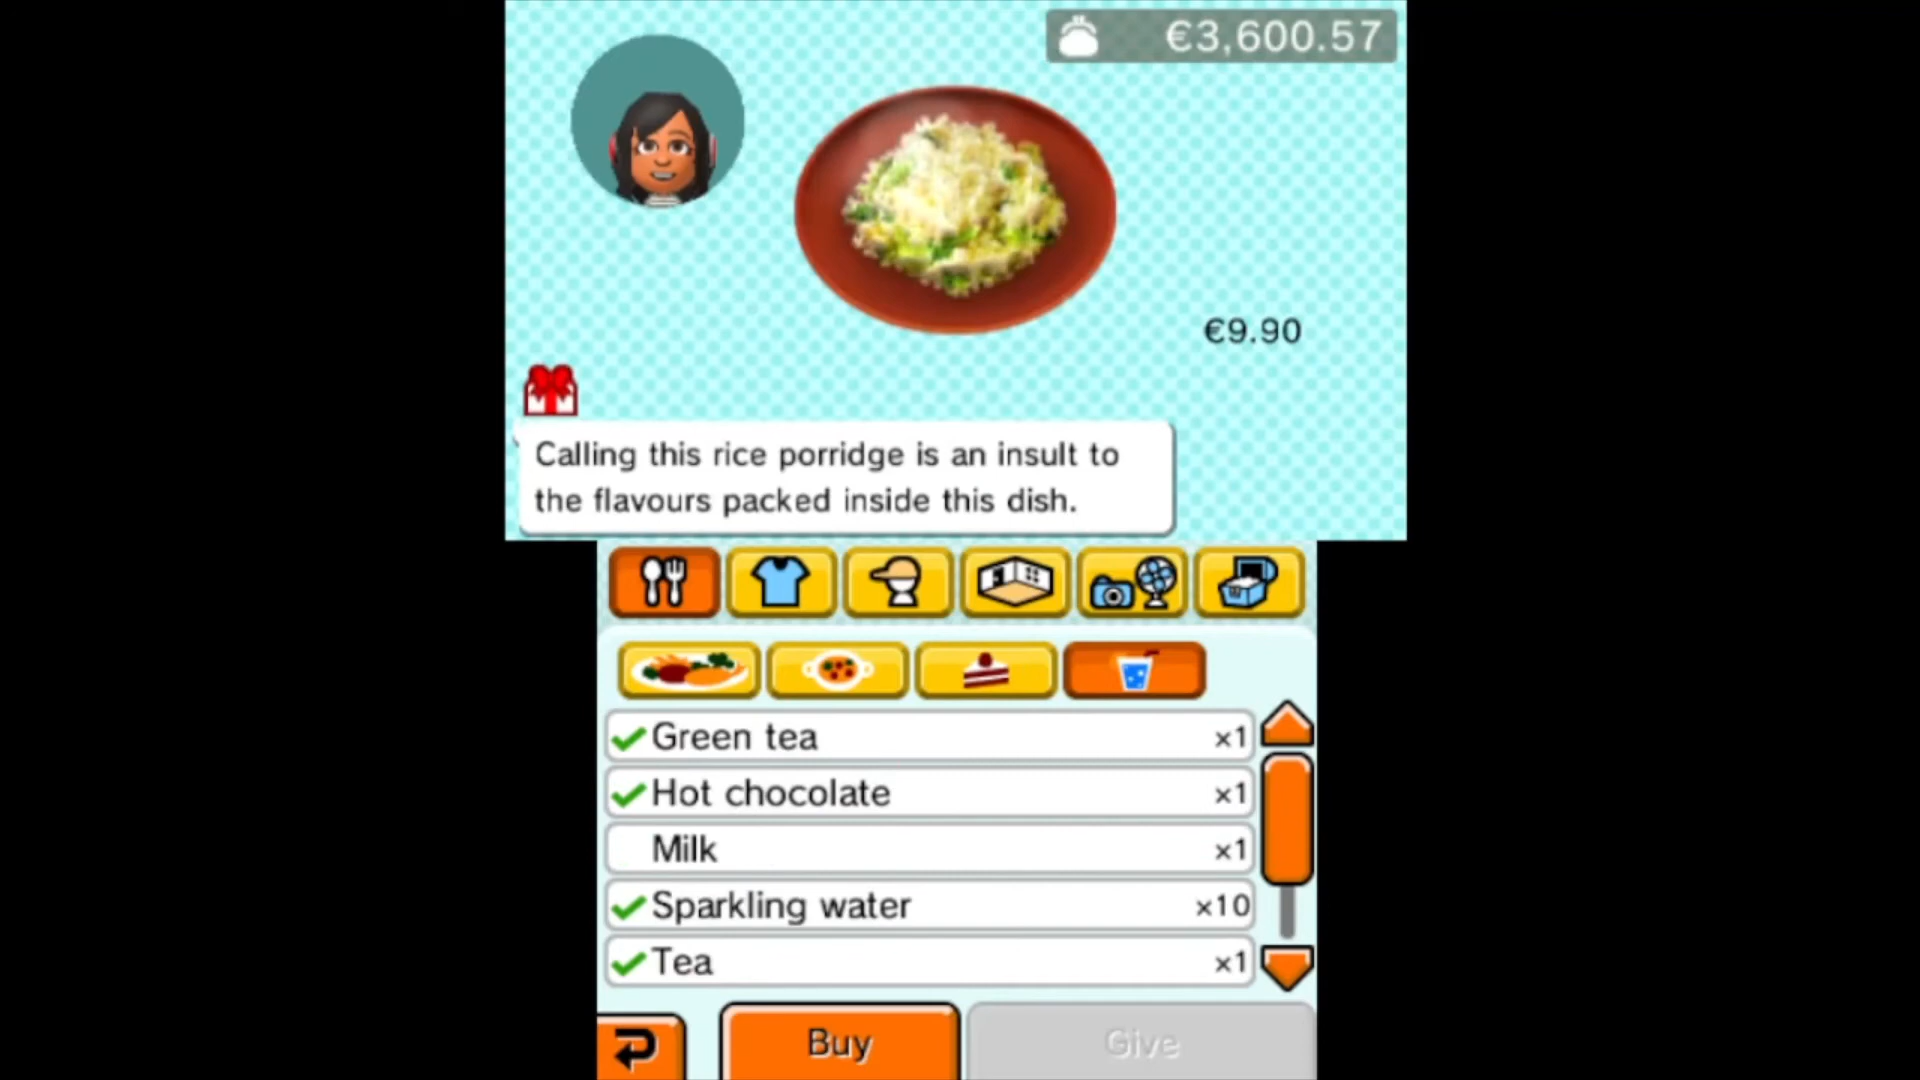 €3,600.57
€9.90
Calling this rice porridge is an insult to
the flavours packed inside this dish.
Green tea ×1
Hot chocolate ×1
Milk ×1
Sparkling water ×10
Tea ×1
Buy
Give